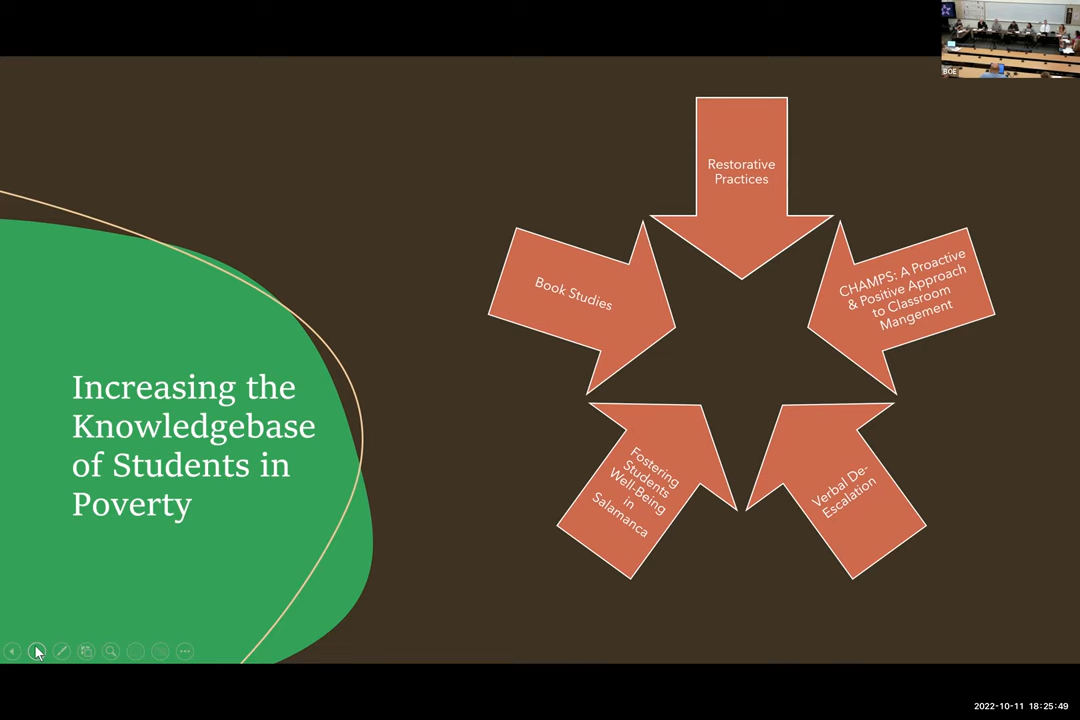 BOE
Increasing the
Knowledgebase
of Students in
Poverty
Restorative
Practices
CHAMPS: A Proactive
& Positive Approach
to Classroom
Mangement
Verbal De-
Escalation
Fostering
Students
Well-Being
in
Salamanca
Book Studies
2022-10-11 18:25:49